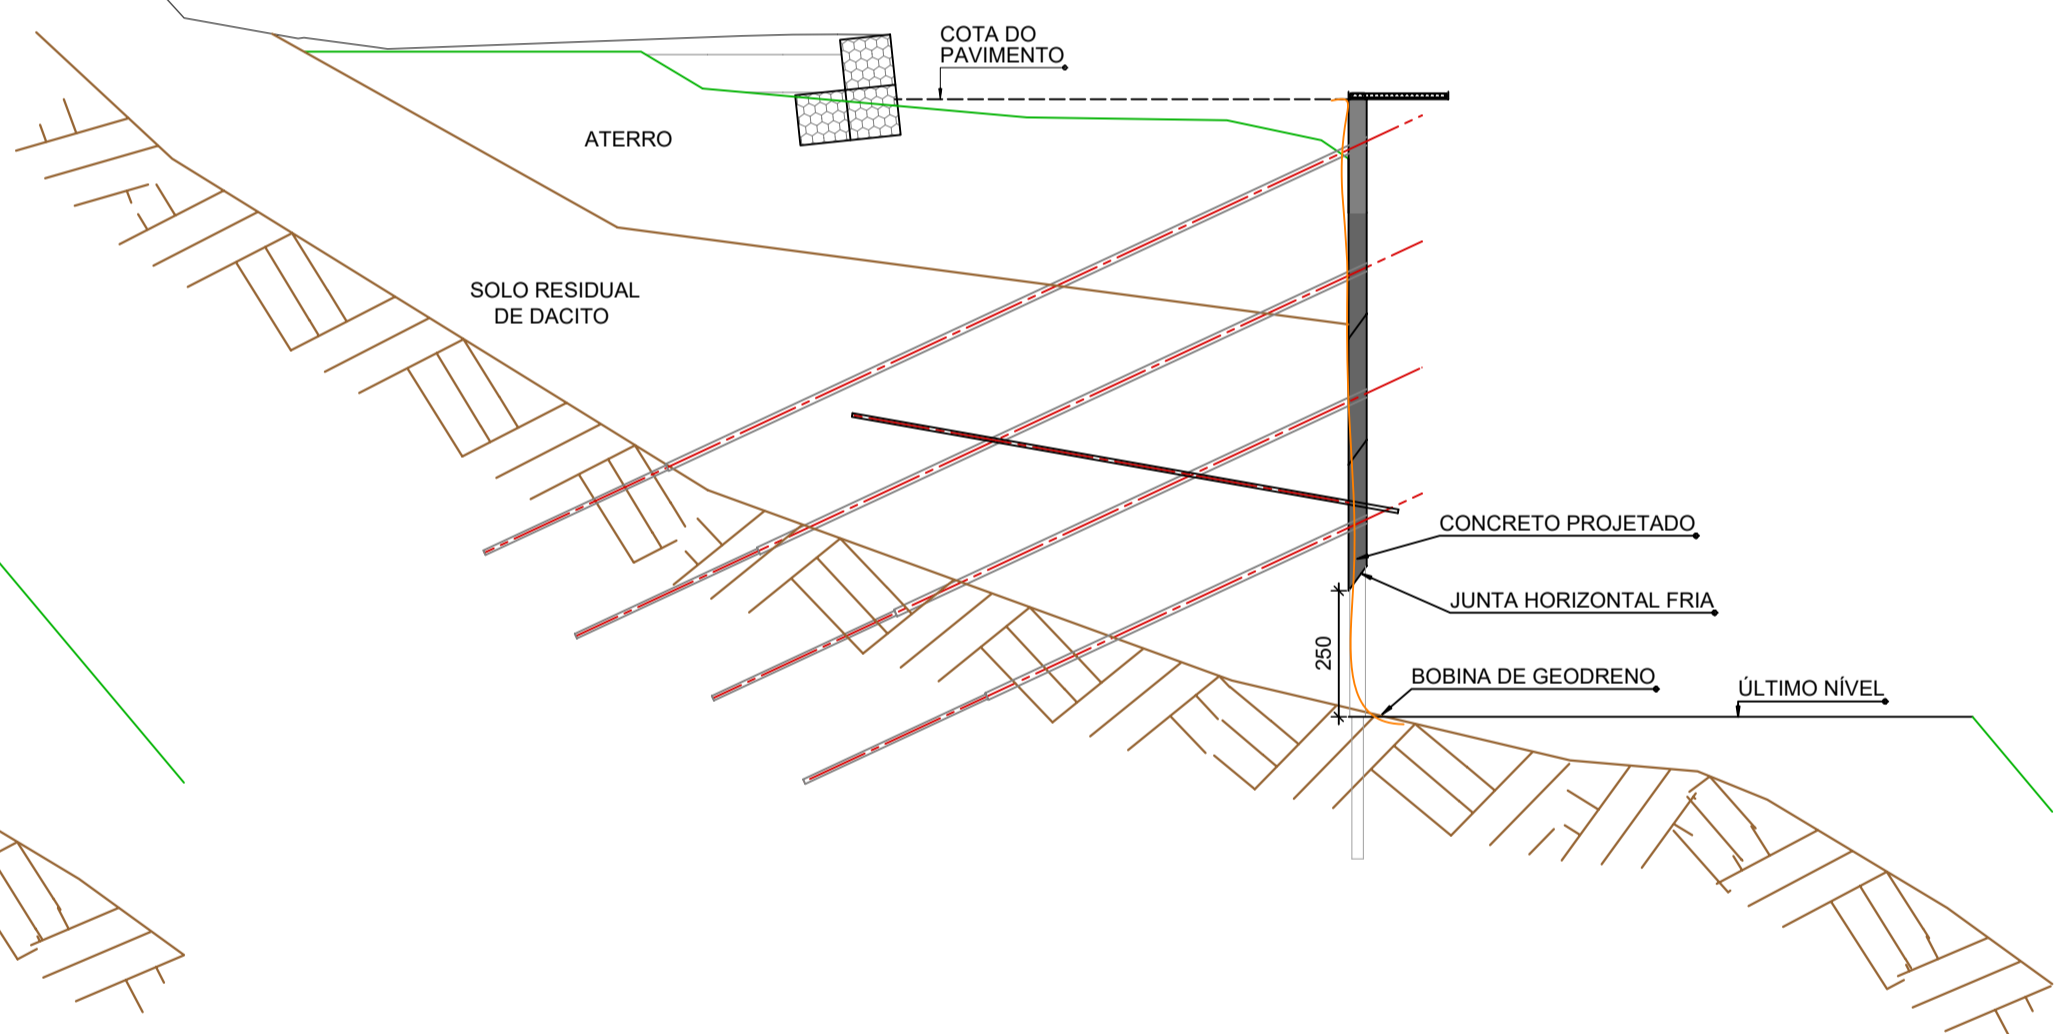 COTA DO
PAVIMENTO
ATERRO
SOLO RESIDUAL
DE DACITO
CONCRETO PROJETADO
JUNTA HORIZONTAL FRIA
250
BOBINA DE GEODRENO
ÚLTIMO NÍVEL